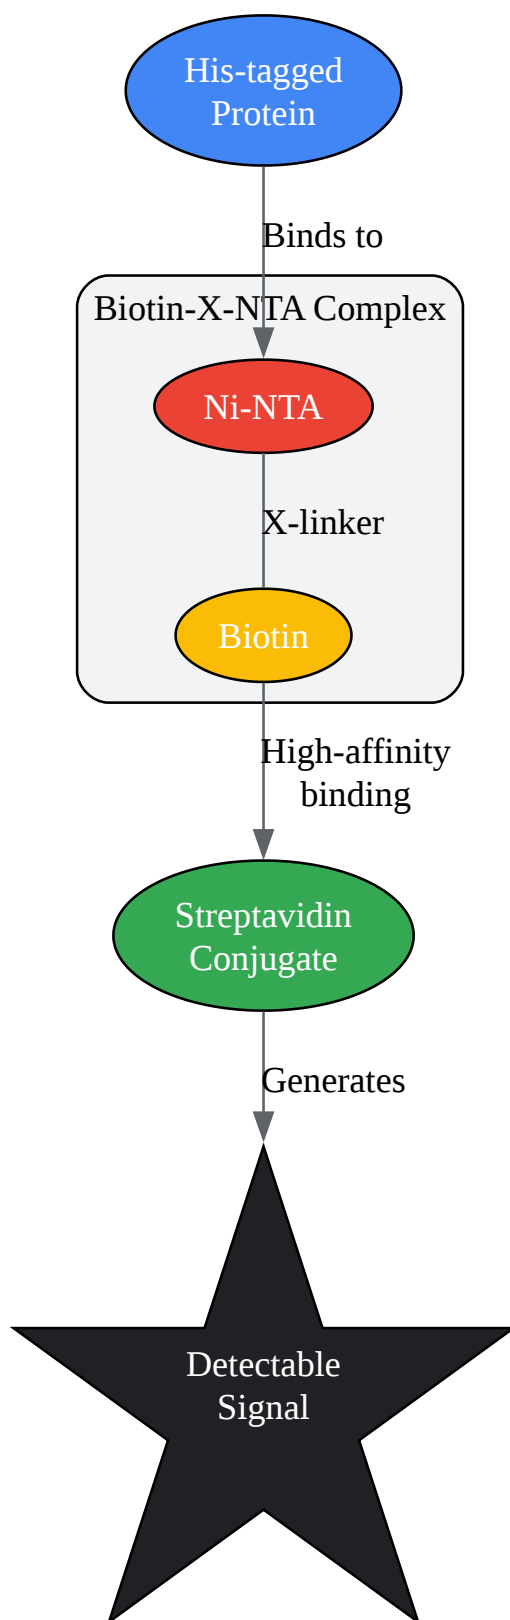 His-tagged
Protein
Binds to
Biotin-X-NTA Complex
Ni-NTA
X-linker
Biotin
High-affinity
binding
Streptavidin
Conjugate
Generates
Detectable
Signal